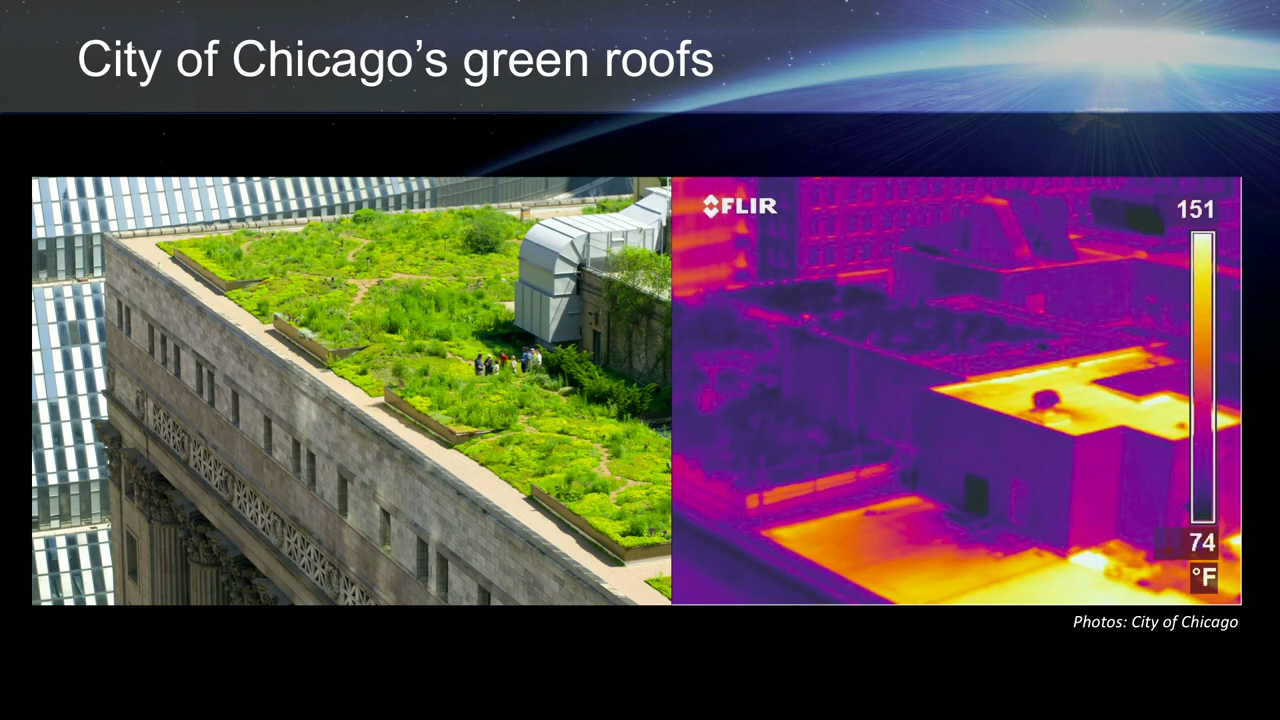 City of Chicago’s green roofs
FLIR
151
74
°F
Photos: City of Chicago